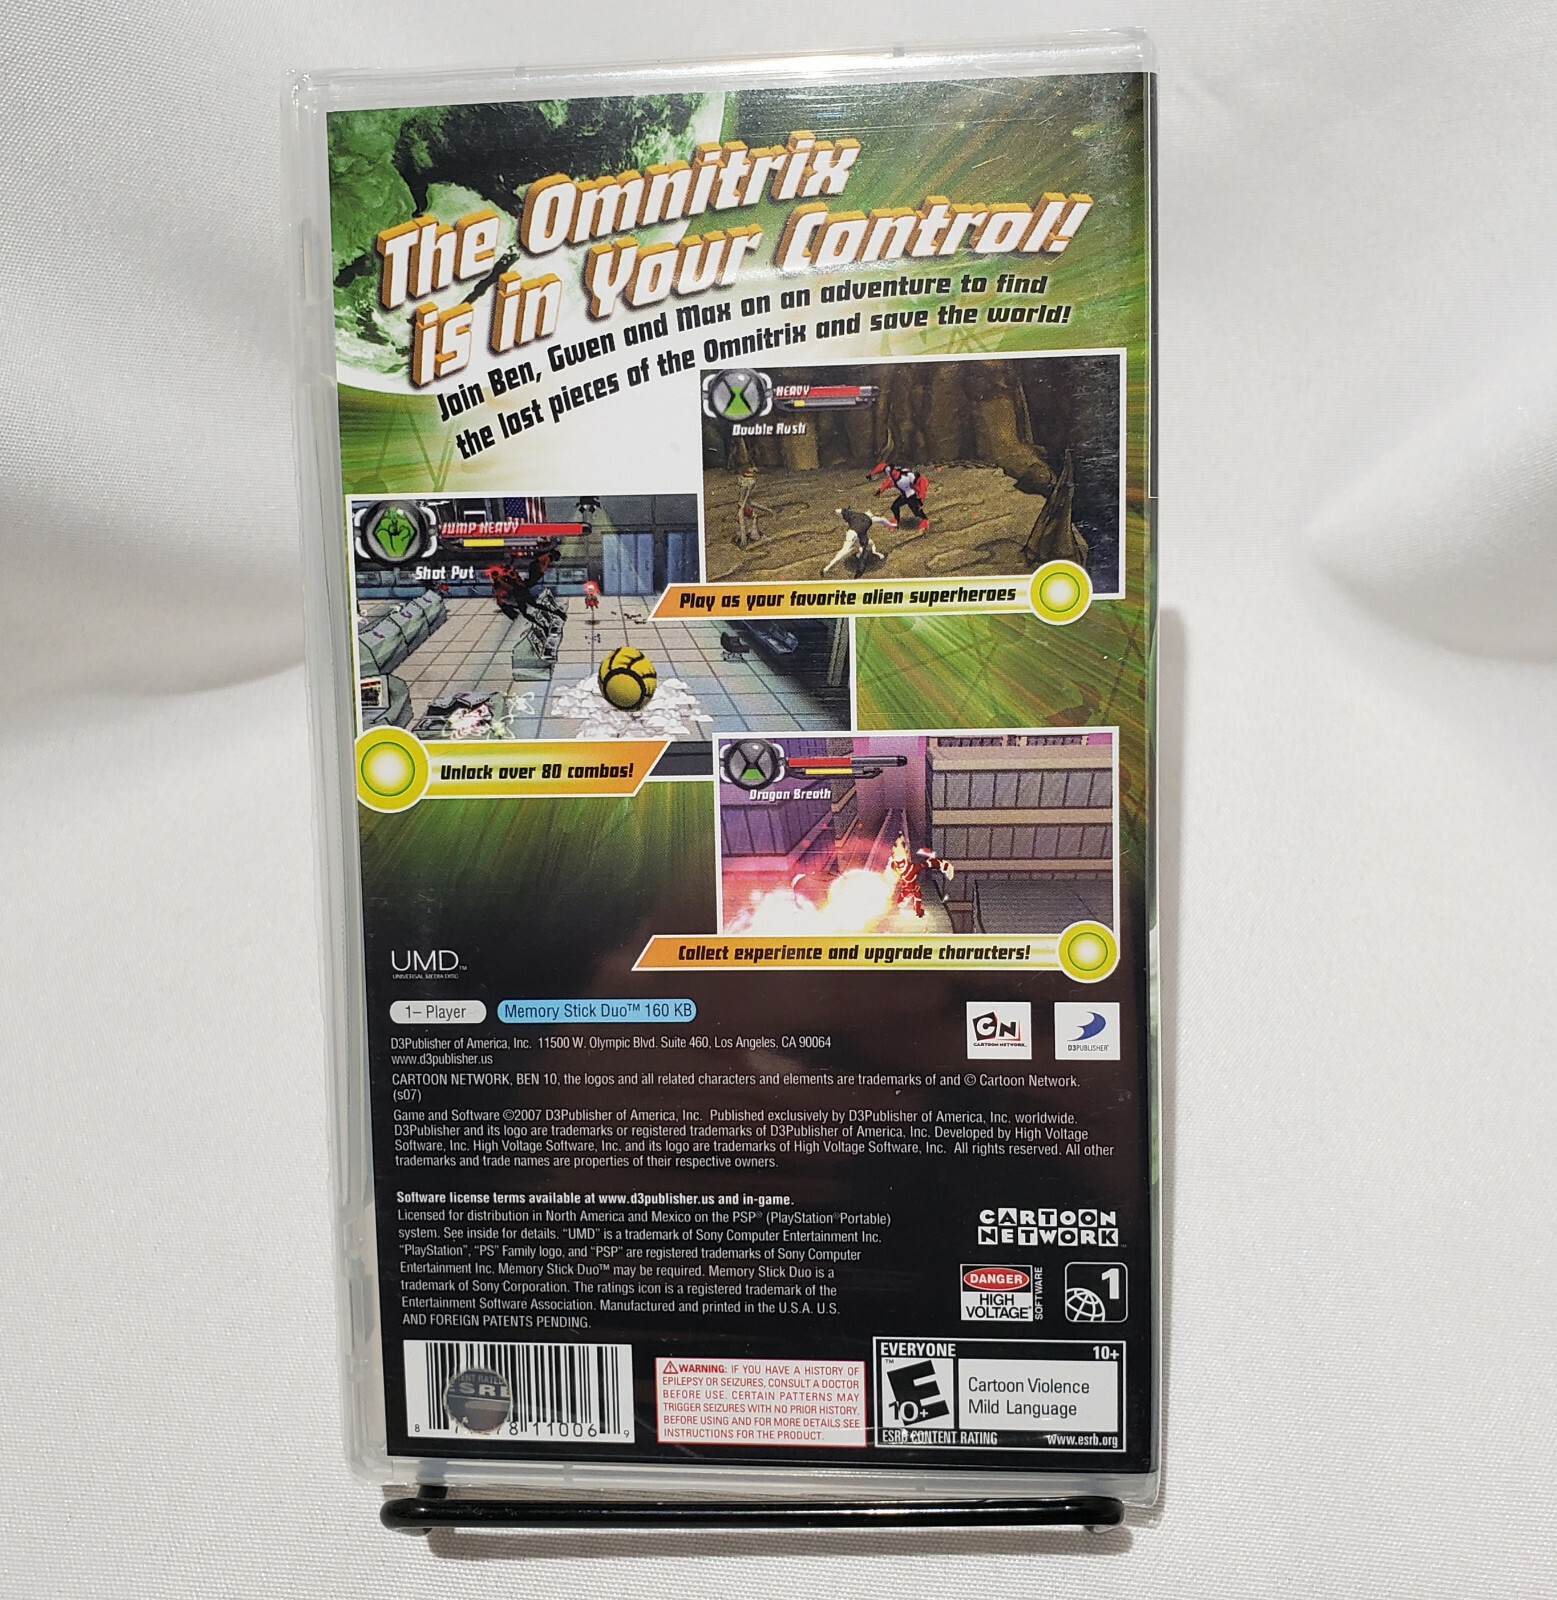 The Omnitrix
is in Your Control!
Join Ben, Gwen and Max on an adventure to find
the lost pieces of the Omnitrix and save the world!
HEAVY
Double Rush
JUMP HEAVY
Shot Put
Play as your favorite alien superheroes
Unlock over 80 combos!
Dragon Breath
Collect experience and upgrade characters!
UMD™
UNIVERSAL MEDIA DISC
1– Player
Memory Stick Duo™ 160 KB
CN
CARTOON NETWORK
D3PUBLISHER
D3Publisher of America, Inc. 11500 W. Olympic Blvd. Suite 460, Los Angeles, CA 90064
www.d3publisher.us
CARTOON NETWORK, BEN 10, the logos and all related characters and elements are trademarks of and © Cartoon Network.
(s07)
Game and Software ©2007 D3Publisher of America, Inc. Published exclusively by D3Publisher of America, Inc. worldwide.
D3Publisher and its logo are trademarks or registered trademarks of D3Publisher of America, Inc. Developed by High Voltage
Software, Inc. High Voltage Software, Inc. and its logo are trademarks of High Voltage Software, Inc. All rights reserved. All other
trademarks and trade names are properties of their respective owners.
Software license terms available at www.d3publisher.us and in-game.
Licensed for distribution in North America and Mexico on the PSP® (PlayStation®Portable)
system. See inside for details. “UMD” is a trademark of Sony Computer Entertainment Inc.
“PlayStation”, “PS” Family logo, and “PSP” are registered trademarks of Sony Computer
Entertainment Inc. Memory Stick Duo™ may be required. Memory Stick Duo is a
trademark of Sony Corporation. The ratings icon is a registered trademark of the
Entertainment Software Association. Manufactured and printed in the U.S.A. U.S.
AND FOREIGN PATENTS PENDING.
CARTOON
NETWORK™
DANGER
HIGH
VOLTAGE
SOFTWARE
1
ESRB
8 11006 9
⚠WARNING: IF YOU HAVE A HISTORY OF
EPILEPSY OR SEIZURES, CONSULT A DOCTOR
BEFORE USE. CERTAIN PATTERNS MAY
TRIGGER SEIZURES WITH NO PRIOR HISTORY.
BEFORE USING AND FOR MORE DETAILS SEE
INSTRUCTIONS FOR THE PRODUCT.
EVERYONE 10+
E
10+
Cartoon Violence
Mild Language
ESRB CONTENT RATING www.esrb.org